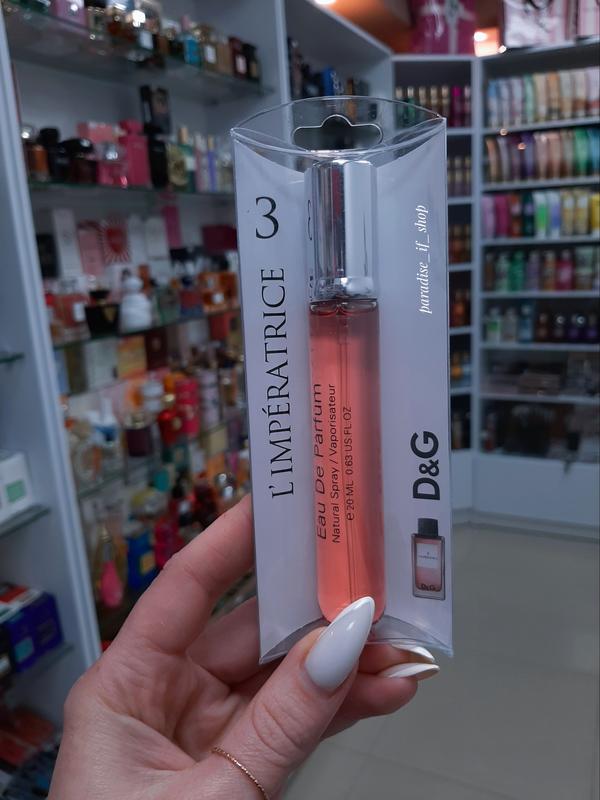 3
L'IMPÉRATRICE
Eau De Parfum
Natural Spray / Vaporisateur
e 20 ML 0.63 US.FL.OZ
paradise_if_shop
D&G
D&G